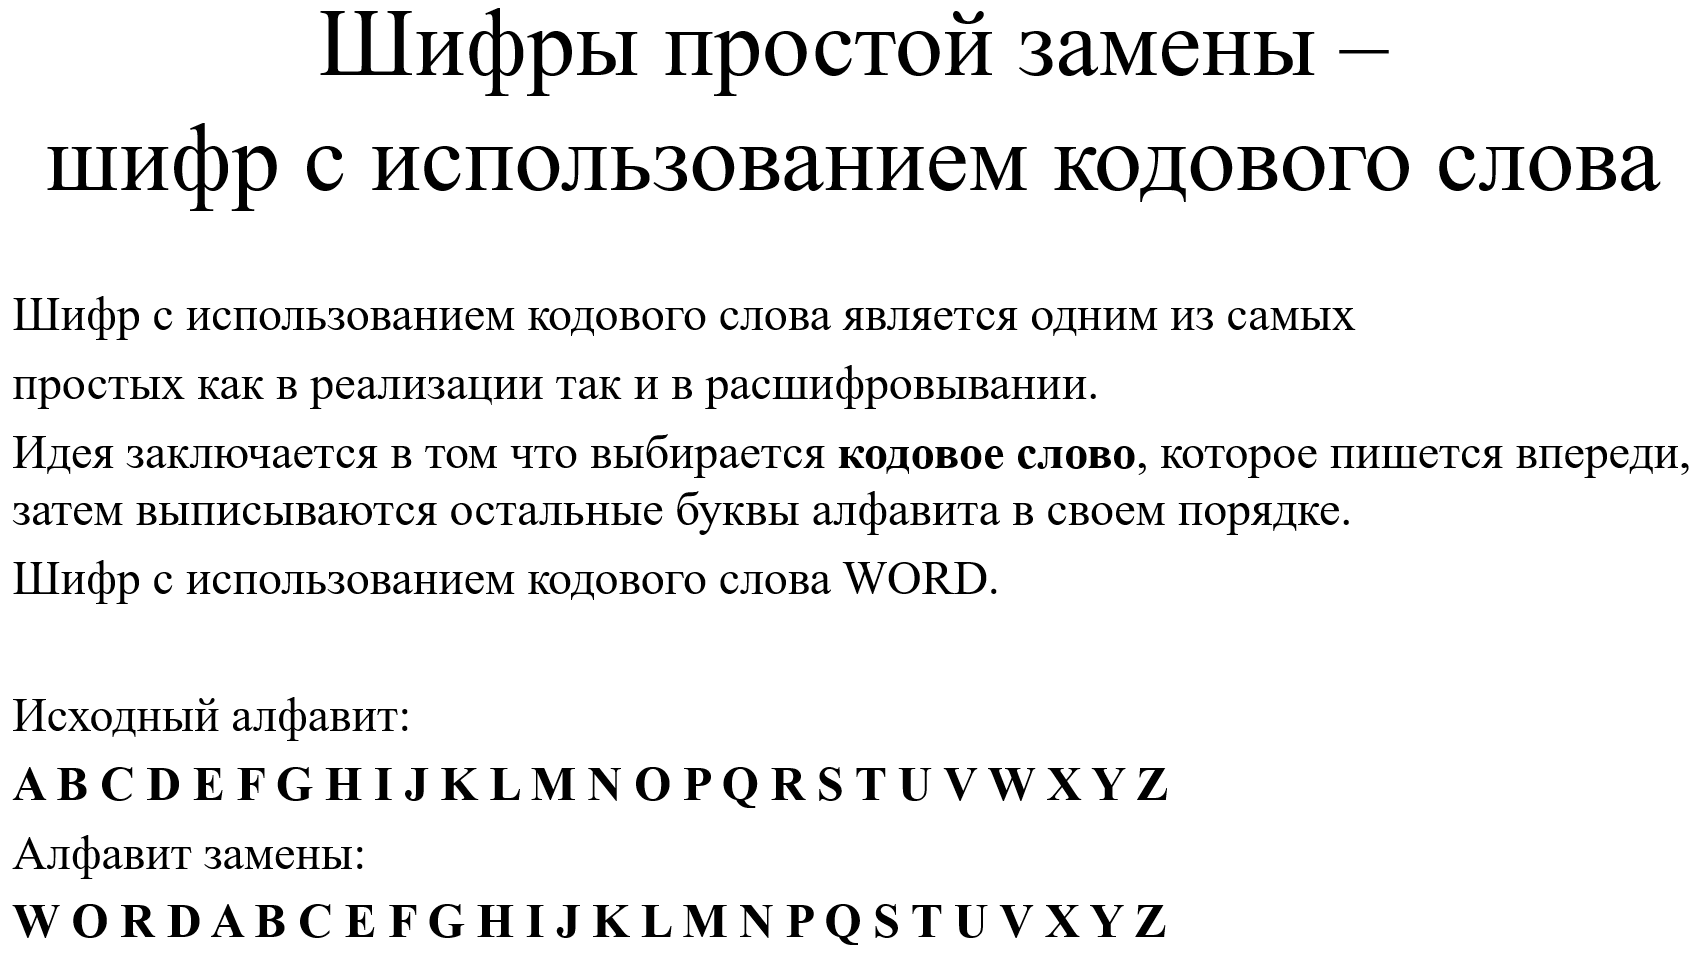 Шифры простой замены –
шифр с использованием кодового слова
Шифр с использованием кодового слова является одним из самых
простых как в реализации так и в расшифровывании.
Идея заключается в том что выбирается кодовое слово, которое пишется впереди,
затем выписываются остальные буквы алфавита в своем порядке.
Шифр с использованием кодового слова WORD.
Исходный алфавит:
A B C D E F G H I J K L M N O P Q R S T U V W X Y Z
Алфавит замены:
W O R D A B C E F G H I J K L M N P Q S T U V X Y Z